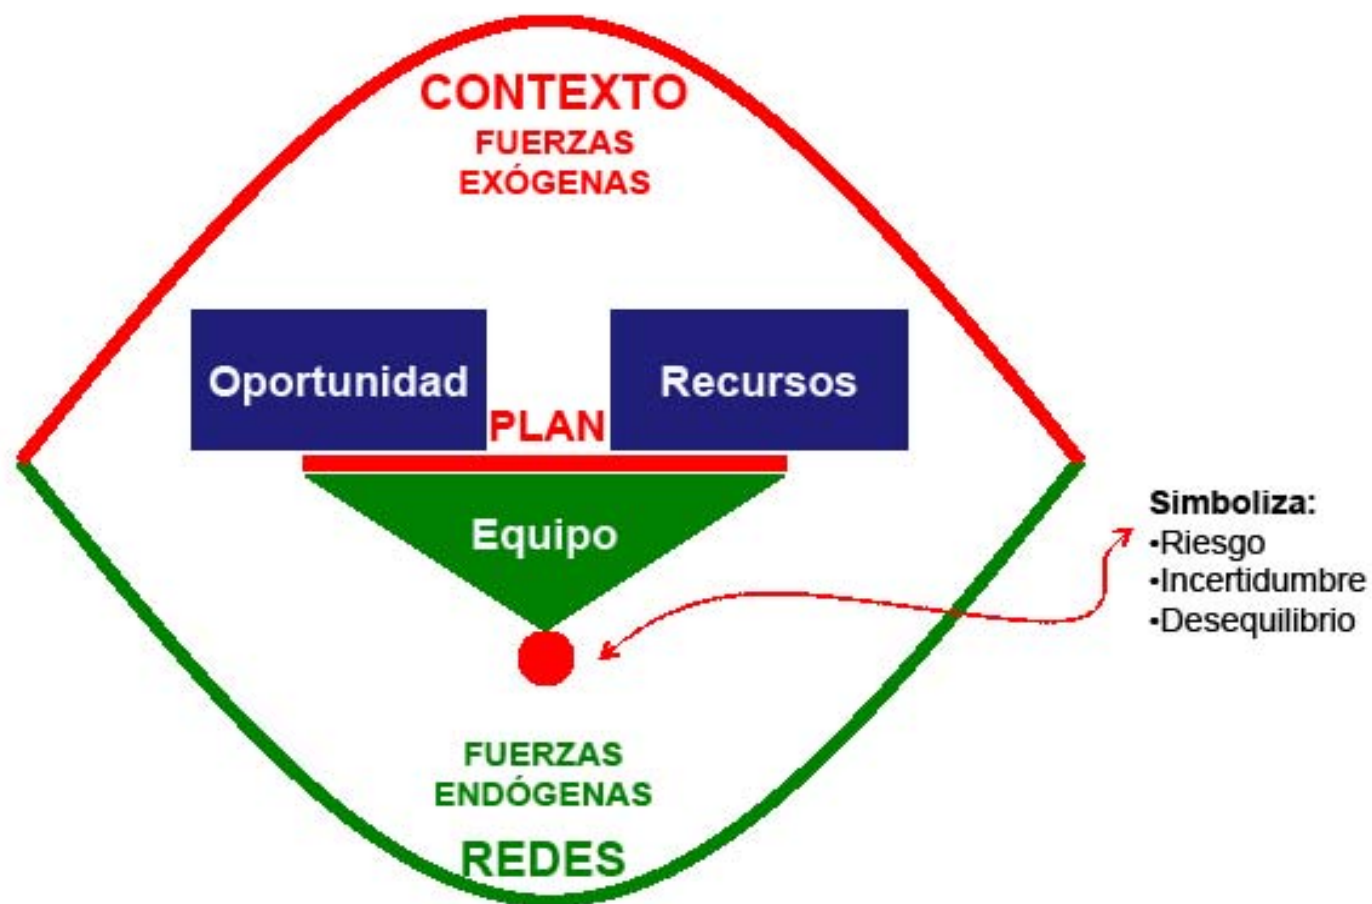 CONTEXTO
FUERZAS
EXÓGENAS
Oportunidad
Recursos
PLAN
Equipo
Simboliza:
•Riesgo
•Incertidumbre
•Desequilibrio
FUERZAS
ENDÓGENAS
REDES